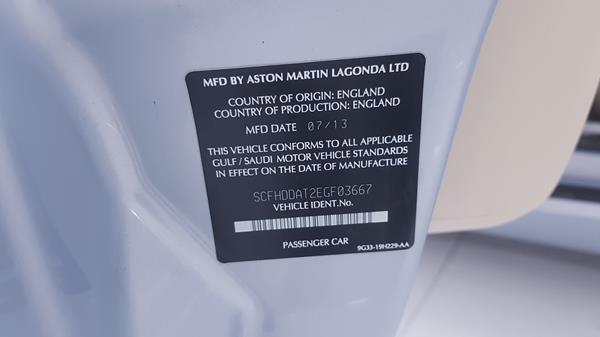 MFD BY ASTON MARTIN LAGONDA LTD
COUNTRY OF ORIGIN: ENGLAND
COUNTRY OF PRODUCTION: ENGLAND
MFD DATE 07/13
THIS VEHICLE CONFORMS TO ALL APPLICABLE
GULF / SAUDI MOTOR VEHICLE STANDARDS
IN EFFECT ON THE DATE OF MANUFACTURE
SCFHDDAT2EGF03667
VEHICLE IDENT.No.
PASSENGER CAR
9G33-19H229-AA